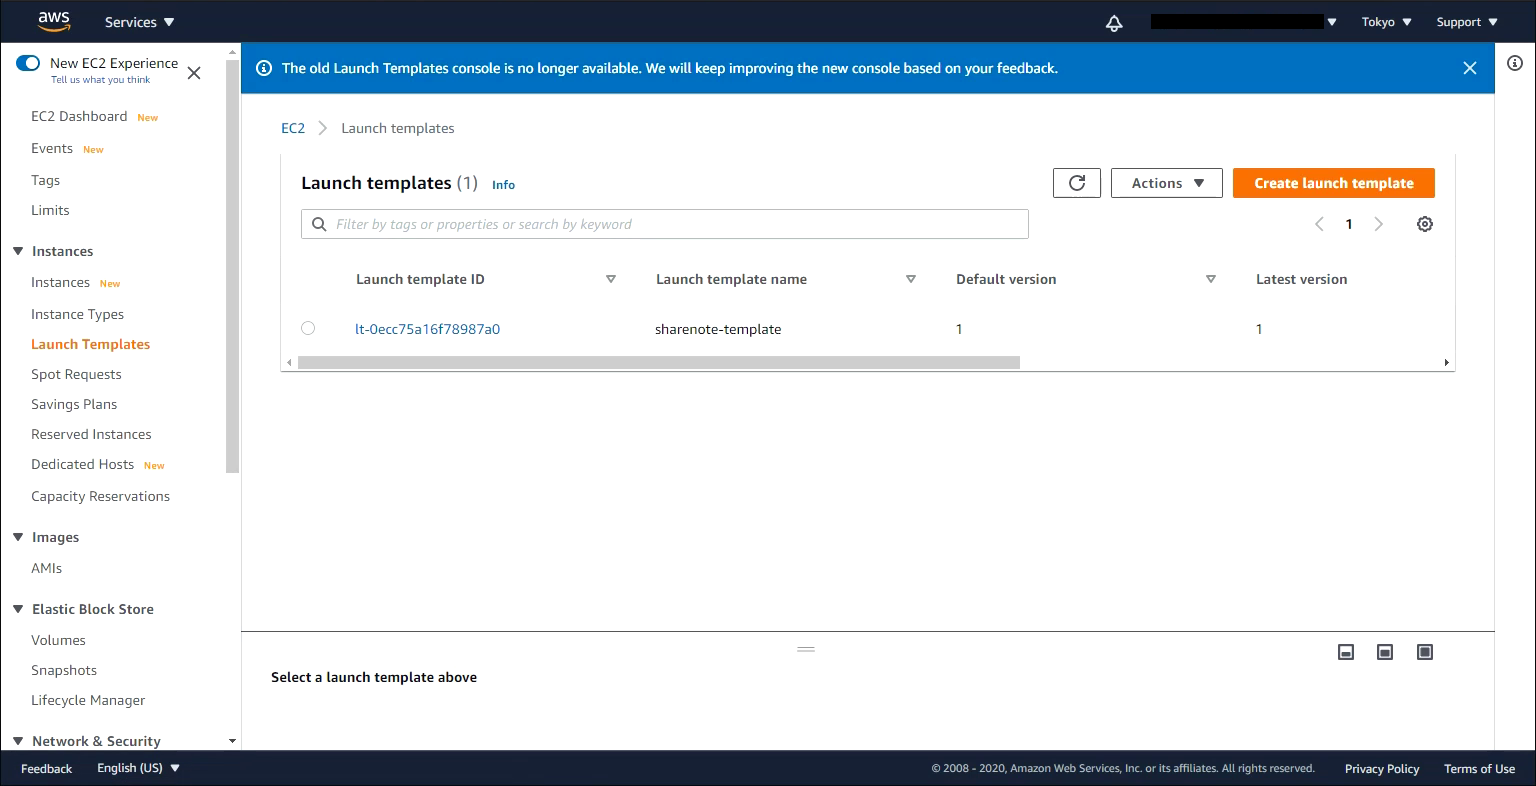 aws
Services
Tokyo
Support
New EC2 Experience
Tell us what you think
EC2 Dashboard New
Events New
Tags
Limits
Instances
Instances New
Instance Types
Launch Templates
Spot Requests
Savings Plans
Reserved Instances
Dedicated Hosts New
Capacity Reservations
Images
AMIs
Elastic Block Store
Volumes
Snapshots
Lifecycle Manager
Network & Security
The old Launch Templates console is no longer available. We will keep improving the new console based on your feedback.
EC2 Launch templates
Launch templates (1) Info
Actions
Create launch template
Filter by tags or properties or search by keyword
1
Launch template ID Launch template name Default version Latest version
lt-0ecc75a16f78987a0 sharenote-template 1 1
Select a launch template above
Feedback English (US) © 2008 - 2020, Amazon Web Services, Inc. or its affiliates. All rights reserved. Privacy Policy Terms of Use